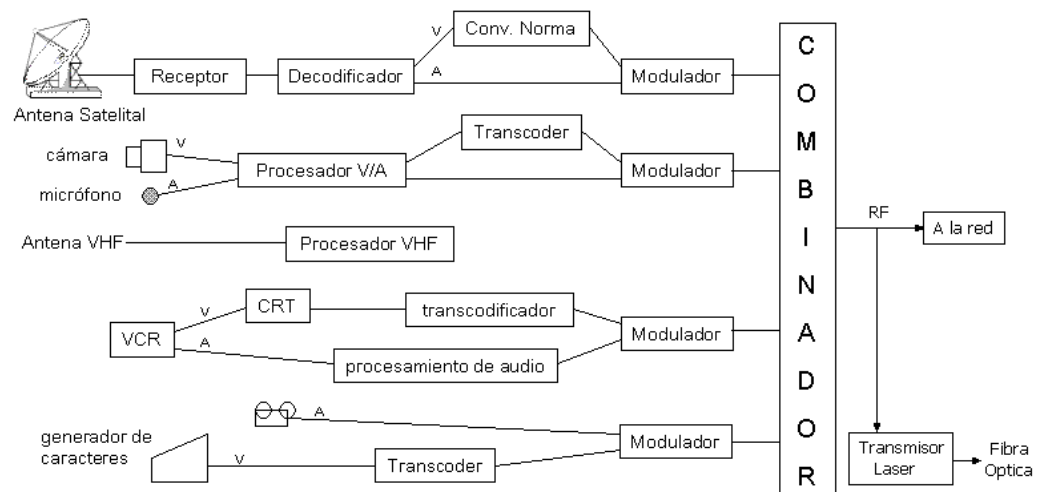 V
Conv. Norma
Receptor
Decodificador
A
Modulador
Antena Satelital
Transcoder
cámara
V
Procesador V/A
Modulador
micrófono
A
Antena VHF
Procesador VHF
RF
A la red
CRT
transcodificador
V
VCR
A
Modulador
procesamiento de audio
A
generador de
caracteres
Modulador
V
Transcoder
C
O
M
B
I
N
A
D
O
R
Transmisor
Laser
Fibra
Optica